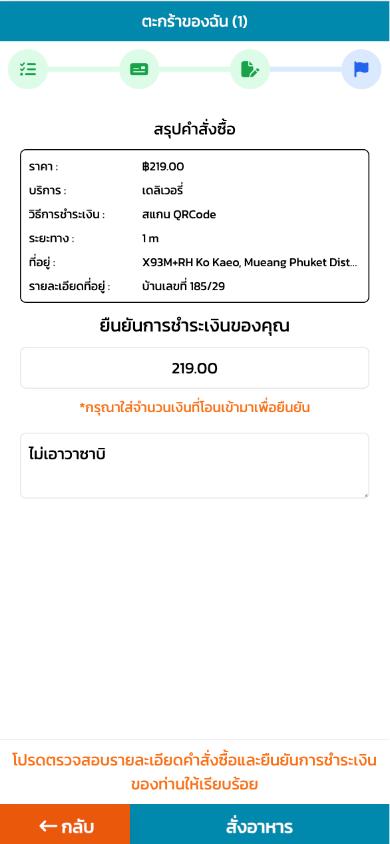 ตะกร้าของฉัน (1)
สรุปคำสั่งซื้อ
ราคา : ฿219.00
บริการ : เดลิเวอรี่
วิธีการชำระเงิน : สแกน QRCode
ระยะทาง : 1 m
ที่อยู่ : X93M+RH Ko Kaeo, Mueang Phuket Dist...
รายละเอียดที่อยู่ : บ้านเลขที่ 185/29
ยืนยันการชำระเงินของคุณ
219.00
*กรุณาใส่จำนวนเงินที่โอนเข้ามาเพื่อยืนยัน
ไม่เอาวาซาบิ
โปรดตรวจสอบรายละเอียดคำสั่งซื้อและยืนยันการชำระเงิน
ของท่านให้เรียบร้อย
← กลับ
สั่งอาหาร